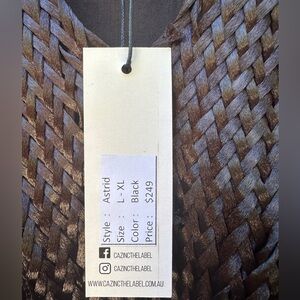 Style : Astrid
Size : L - XL
Color : Black
Price : $249
CAZINCTHELABEL
CAZINCTHELABEL
WWW.CAZINCTHELABEL.COM.AU